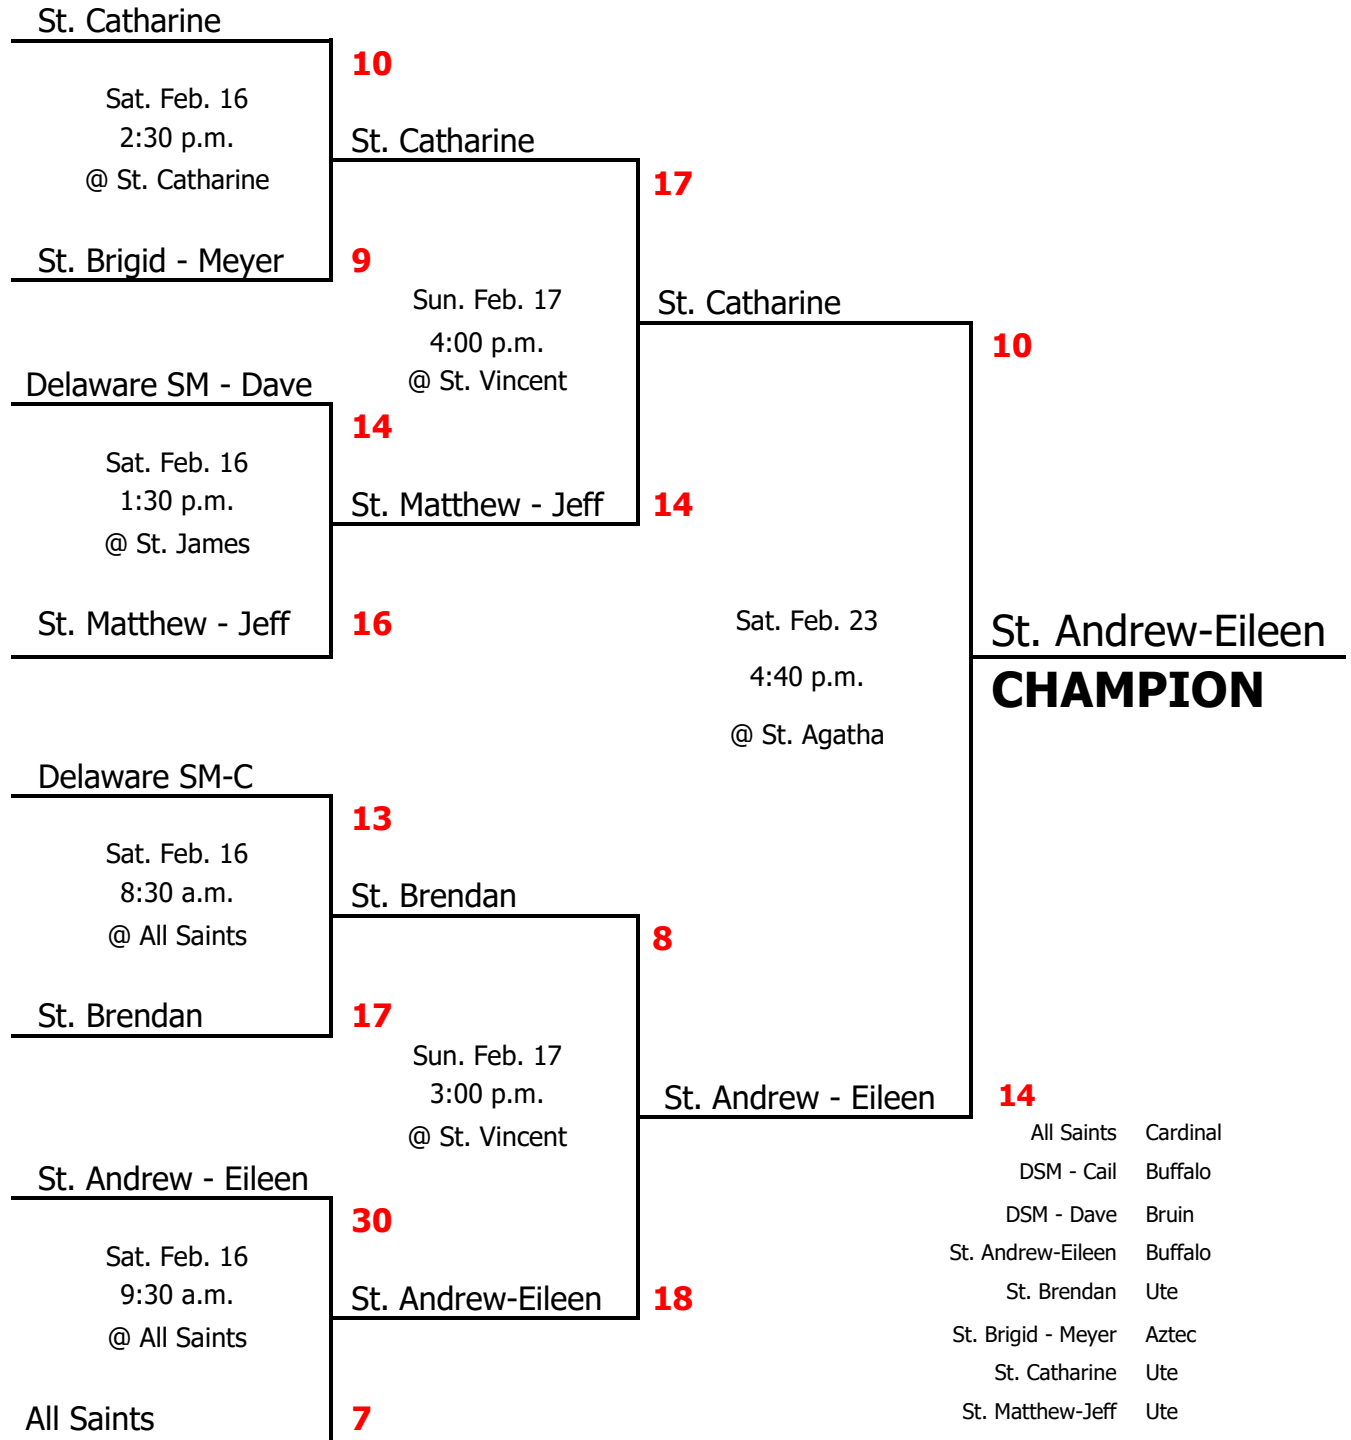 St. Catharine
10
Sat. Feb. 16
2:30 p.m.
@ St. Catharine
St. Catharine
17
St. Brigid - Meyer
9
Sun. Feb. 17
4:00 p.m.
@ St. Vincent
St. Catharine
10
Delaware SM - Dave
14
Sat. Feb. 16
1:30 p.m.
@ St. James
St. Matthew - Jeff
14
St. Matthew - Jeff
16
Sat. Feb. 23
4:40 p.m.
@ St. Agatha
St. Andrew-Eileen
CHAMPION
Delaware SM-C
13
Sat. Feb. 16
8:30 a.m.
@ All Saints
St. Brendan
8
St. Brendan
17
Sun. Feb. 17
3:00 p.m.
@ St. Vincent
St. Andrew - Eileen
14
St. Andrew - Eileen
30
Sat. Feb. 16
9:30 a.m.
@ All Saints
St. Andrew-Eileen
18
All Saints
7
All Saints Cardinal
DSM - Cail Buffalo
DSM - Dave Bruin
St. Andrew-Eileen Buffalo
St. Brendan Ute
St. Brigid - Meyer Aztec
St. Catharine Ute
St. Matthew-Jeff Ute